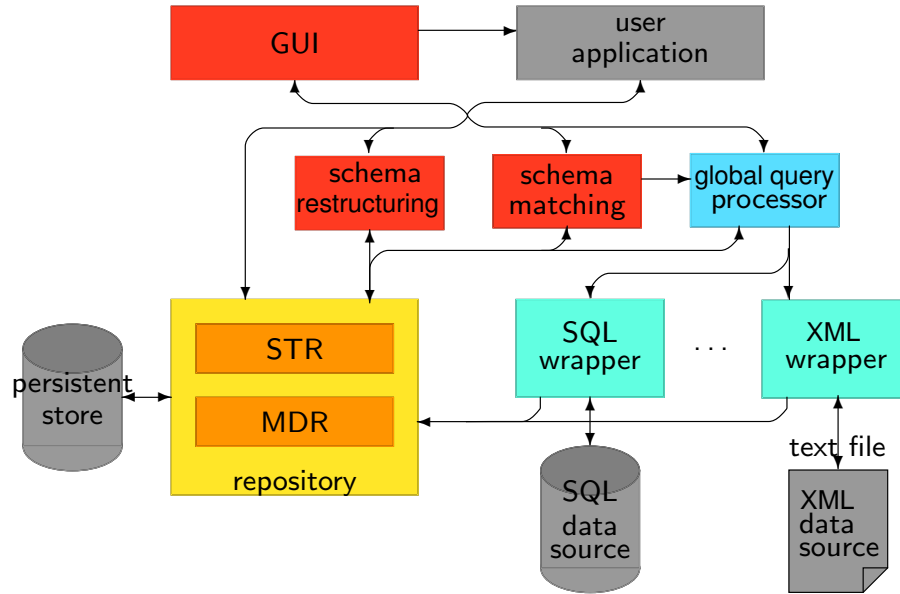 GUI
user
application
schema
restructuring
schema
matching
global query
processor
STR
MDR
repository
persistent
store
SQL
wrapper
. . .
XML
wrapper
text file
SQL
data
source
XML
data
source